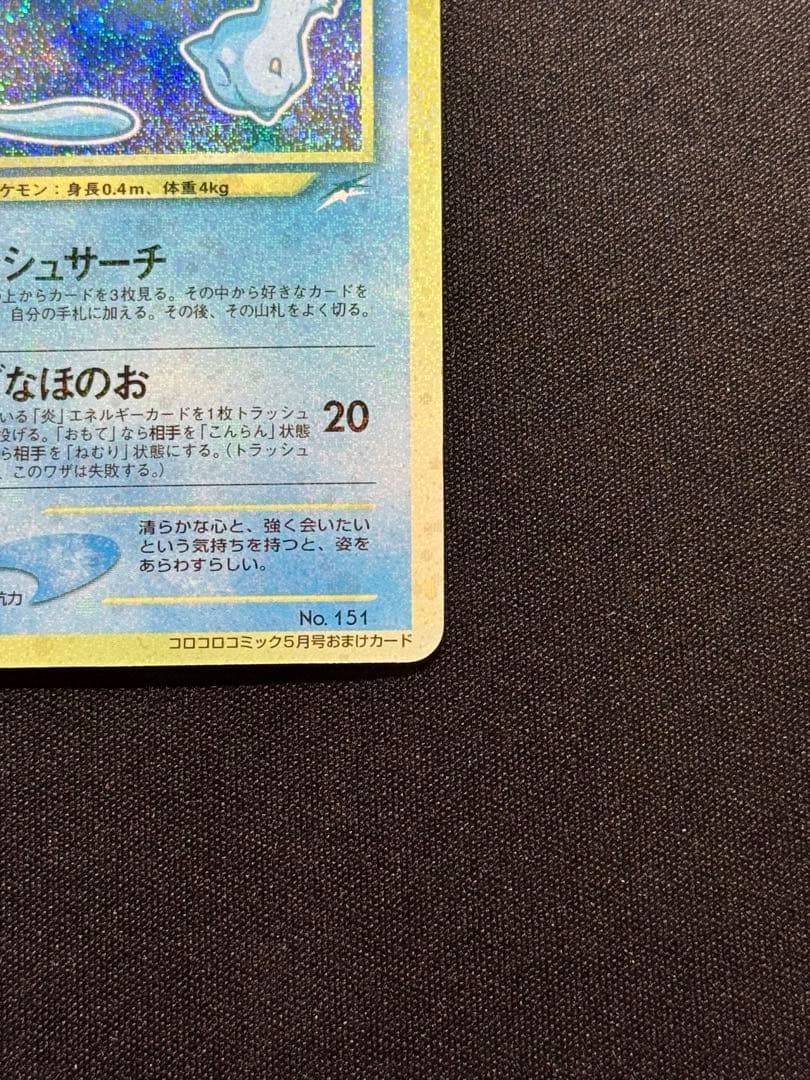 ケモン：身長0.4m、体重4kg
シュサーチ
上からカードを3枚見る。その中から好きなカードを
自分の手札に加える。その後、その山札をよく切る。
なほのお
いる「炎」エネルギーカードを1枚トラッシュ
投げる。「おもて」なら相手を「こんらん」状態
ら相手を「ねむり」状態にする。（トラッシュ
、このワザは失敗する。）
20
清らかな心と、強く会いたい
という気持ちを持つと、姿を
あらわすらしい。
抗力
No. 151
コロコロコミック5月号おまけカード